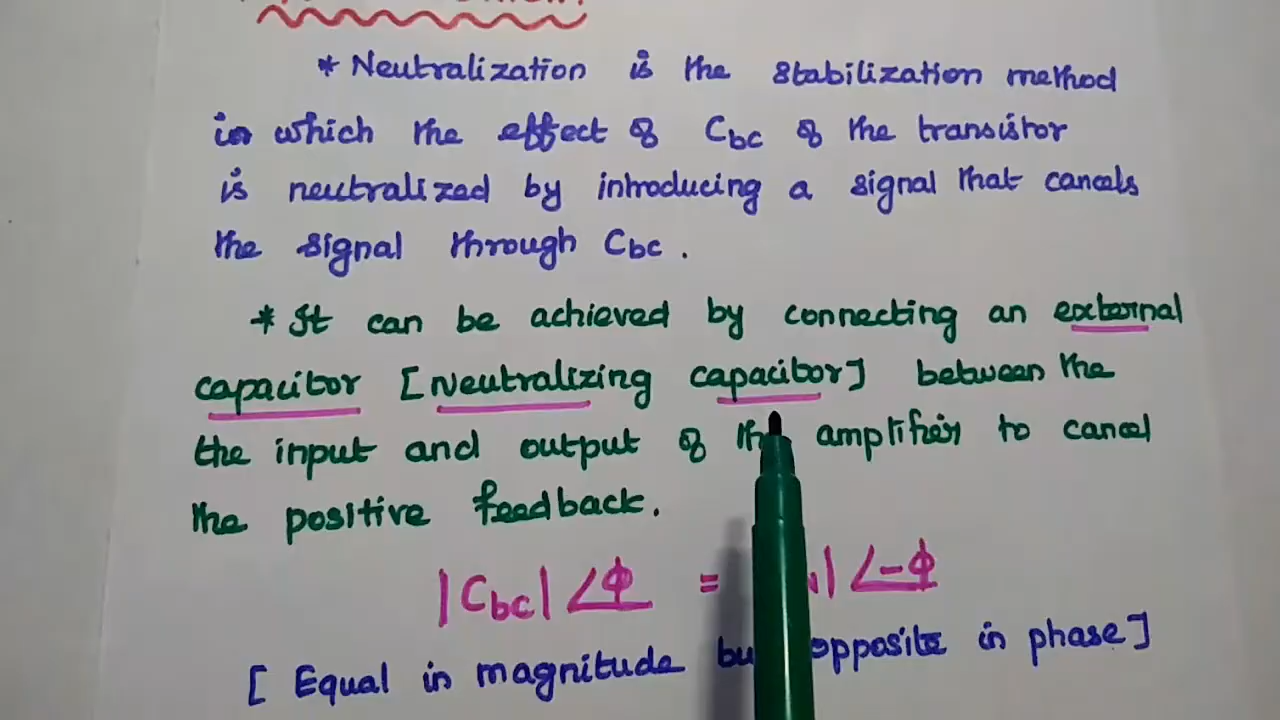 * Neutralization is the stabilization method
in which the effect of Cbc of the transistor
is neutralized by introducing a signal that cancels
the signal through Cbc.
* It can be achieved by connecting an external
capacitor [Neutralizing capacitor] between the
the input and output of the amplifier to cancel
the positive feedback.
|Cbc| ∠Φ = | ∠-Φ
[ Equal in magnitude but opposite in phase]